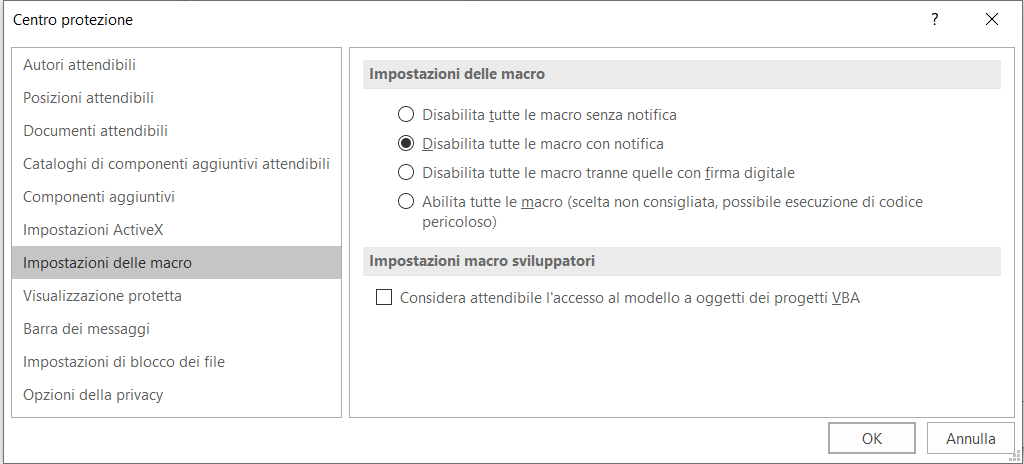 Centro protezione
?
Autori attendibili
Posizioni attendibili
Documenti attendibili
Cataloghi di componenti aggiuntivi attendibili
Componenti aggiuntivi
Impostazioni ActiveX
Impostazioni delle macro
Visualizzazione protetta
Barra dei messaggi
Impostazioni di blocco dei file
Opzioni della privacy
Impostazioni delle macro
Disabilita tutte le macro senza notifica
Disabilita tutte le macro con notifica
Disabilita tutte le macro tranne quelle con firma digitale
Abilita tutte le macro (scelta non consigliata, possibile esecuzione di codice
pericoloso)
Impostazioni macro sviluppatori
Considera attendibile l'accesso al modello a oggetti dei progetti VBA
OK
Annulla